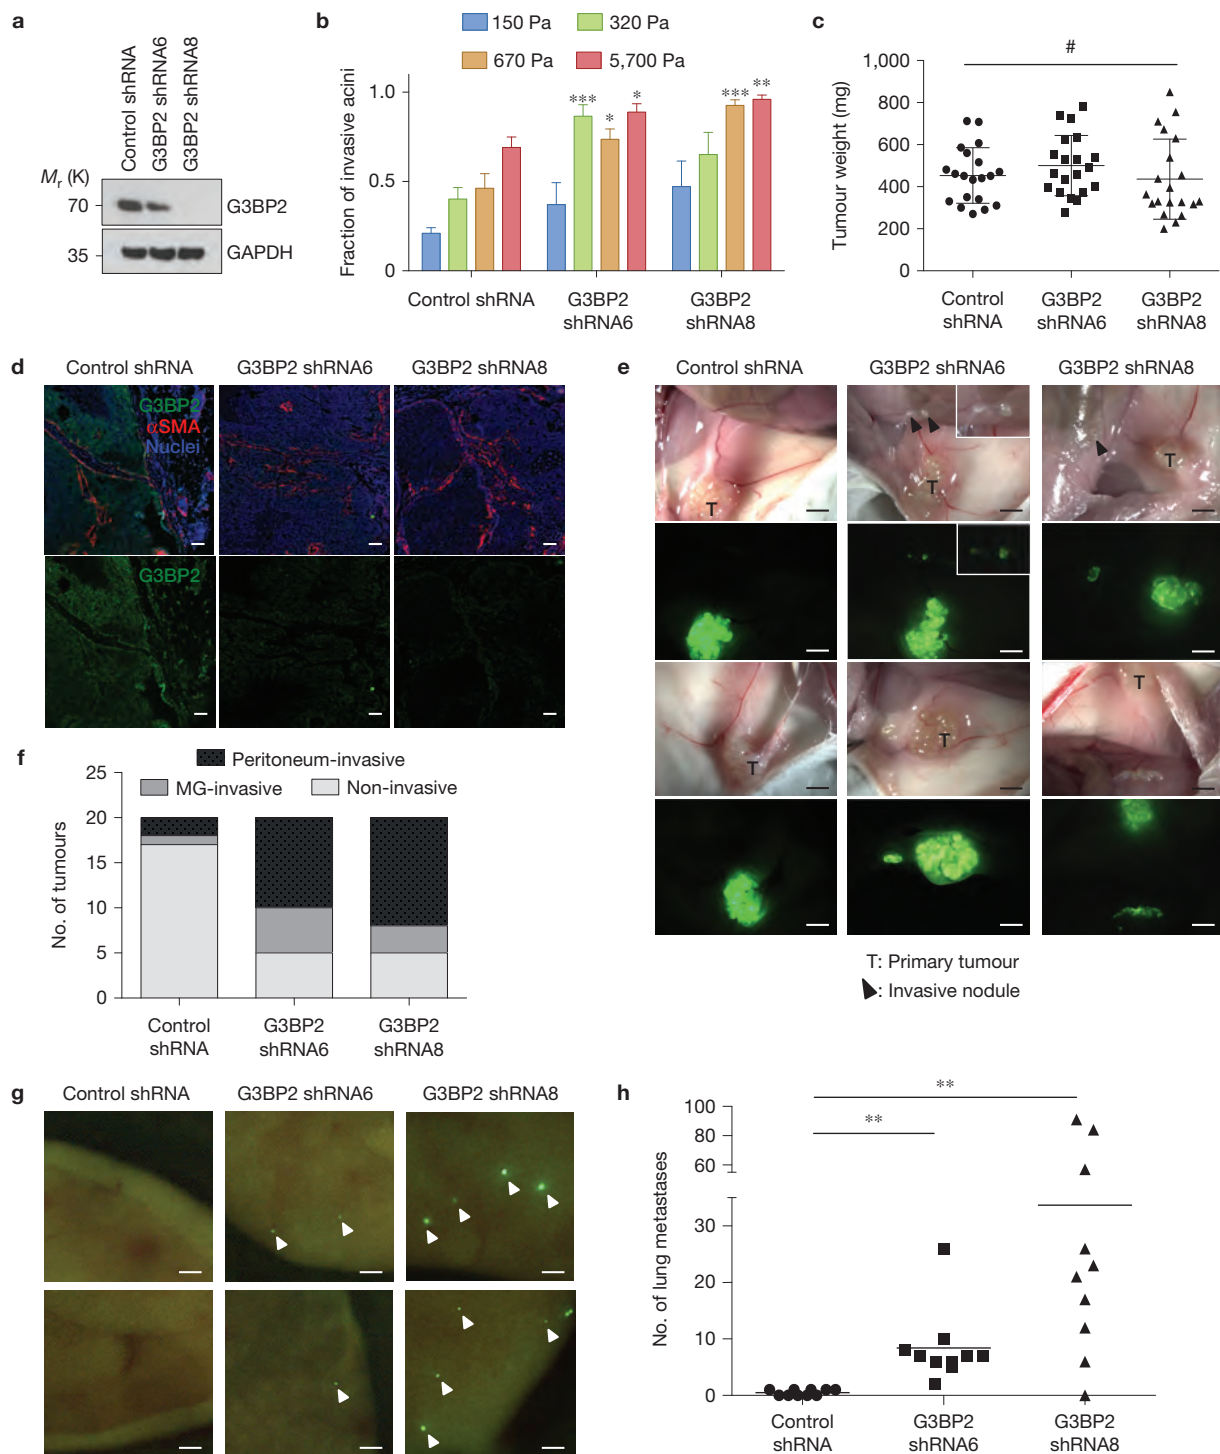 a
Control shRNA
G3BP2 shRNA6
G3BP2 shRNA8
Mr (K)
70
G3BP2
35
GAPDH
b
150 Pa
320 Pa
670 Pa
5,700 Pa
Fraction of invasive acini
1.0
0.5
0
***
*
*
***
**
Control shRNA
G3BP2
shRNA6
G3BP2
shRNA8
c
#
Tumour weight (mg)
1,000
800
600
400
200
0
Control
shRNA
G3BP2
shRNA6
G3BP2
shRNA8
d
Control shRNA
G3BP2 shRNA6
G3BP2 shRNA8
G3BP2
αSMA
Nuclei
G3BP2
e
Control shRNA
G3BP2 shRNA6
G3BP2 shRNA8
T
T
T
T
T
T
T: Primary tumour
: Invasive nodule
f
Peritoneum-invasive
MG-invasive
Non-invasive
No. of tumours
25
20
15
10
5
0
Control
shRNA
G3BP2
shRNA6
G3BP2
shRNA8
g
Control shRNA
G3BP2 shRNA6
G3BP2 shRNA8
h
**
**
No. of lung metastases
100
80
60
30
20
10
0
Control
shRNA
G3BP2
shRNA6
G3BP2
shRNA8